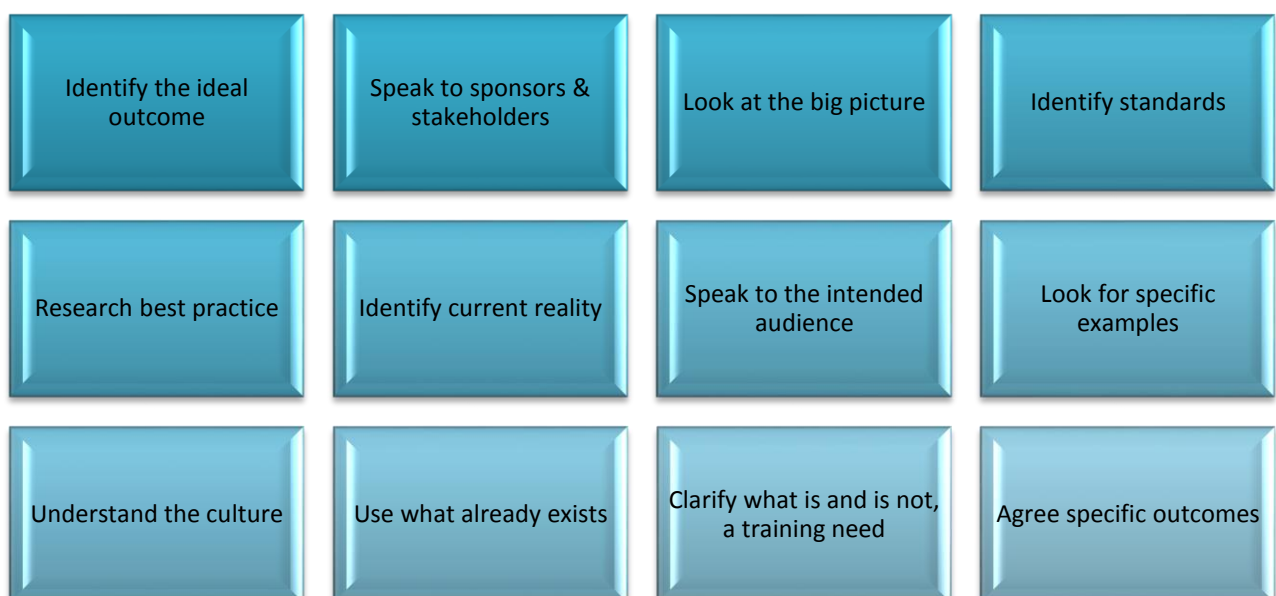 Identify the ideal
outcome
Speak to sponsors &
stakeholders
Look at the big picture
Identify standards
Research best practice
Identify current reality
Speak to the intended
audience
Look for specific
examples
Understand the culture
Use what already exists
Clarify what is and is not,
a training need
Agree specific outcomes